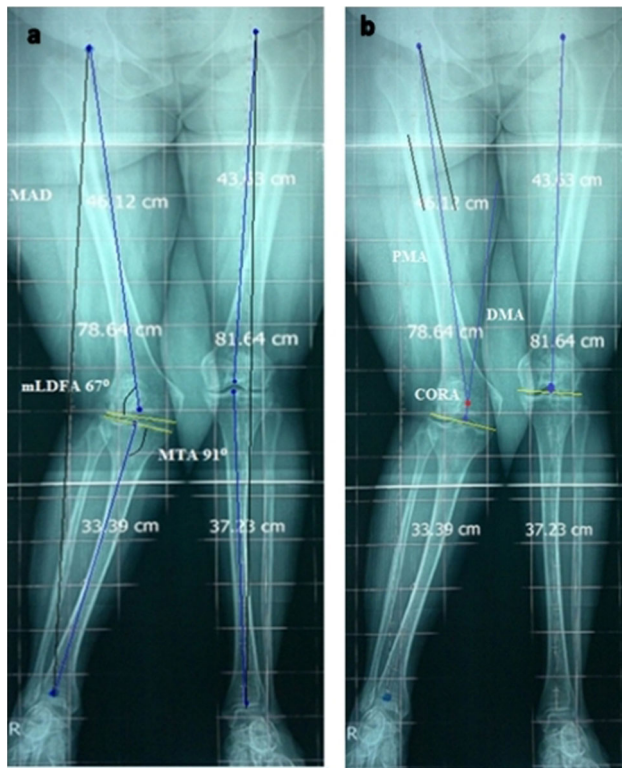 a
MAD
46.12 cm
43.63 cm
78.64 cm
81.64 cm
mLDFA 67⁰
MTA 91⁰
33.39 cm
37.23 cm
R
b
46.12 cm
43.63 cm
PMA
DMA
78.64 cm
81.64 cm
CORA
33.39 cm
37.23 cm
R